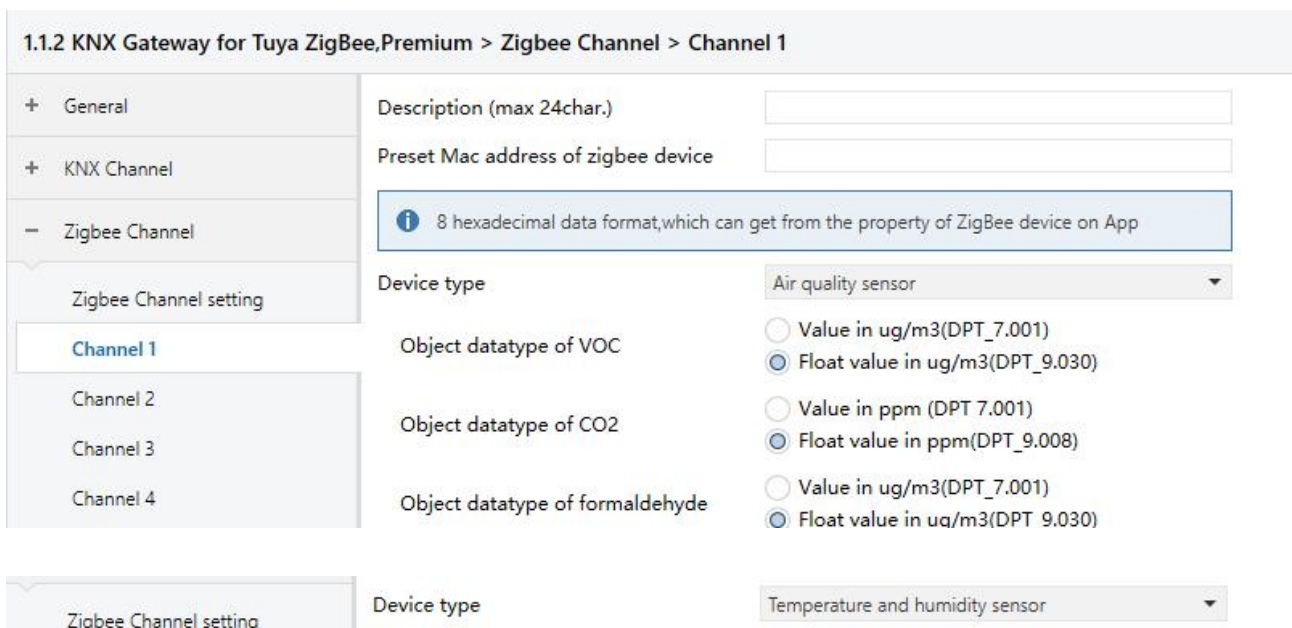 1.1.2 KNX Gateway for Tuya ZigBee,Premium > Zigbee Channel > Channel 1
+ General
Description (max 24char.)
Preset Mac address of zigbee device
+ KNX Channel
8 hexadecimal data format,which can get from the property of ZigBee device on App
– Zigbee Channel
Device type Air quality sensor
Zigbee Channel setting
Value in ug/m3(DPT_7.001)
Channel 1 Object datatype of VOC
Float value in ug/m3(DPT_9.030)
Channel 2
Value in ppm (DPT 7.001)
Object datatype of CO2
Channel 3
Float value in ppm(DPT_9.008)
Channel 4
Value in ug/m3(DPT_7.001)
Object datatype of formaldehyde
Float value in ug/m3(DPT 9.030)
Device type Temperature and humidity sensor
Zigbee Channel setting